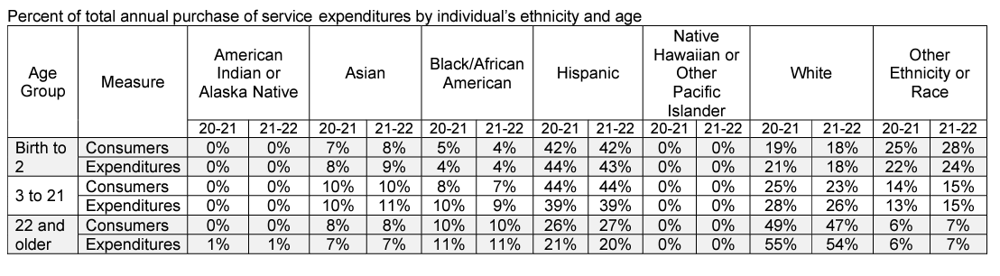 Percent of total annual purchase of service expenditures by individual's ethnicity and age
Age Group Measure American Indian or Alaska Native Asian Black/African American Hispanic Native Hawaiian or Other Pacific Islander White Other Ethnicity or Race
20-21 21-22 20-21 21-22 20-21 21-22 20-21 21-22 20-21 21-22 20-21 21-22 20-21 21-22
Birth to 2 Consumers 0% 0% 7% 8% 5% 4% 42% 42% 0% 0% 19% 18% 25% 28%
Expenditures 0% 0% 8% 9% 4% 4% 44% 43% 0% 0% 21% 18% 22% 24%
3 to 21 Consumers 0% 0% 10% 10% 8% 7% 44% 44% 0% 0% 25% 23% 14% 15%
Expenditures 0% 0% 10% 11% 10% 9% 39% 39% 0% 0% 28% 26% 13% 15%
22 and older Consumers 0% 0% 8% 8% 10% 10% 26% 27% 0% 0% 49% 47% 6% 7%
Expenditures 1% 1% 7% 7% 11% 11% 21% 20% 0% 0% 55% 54% 6% 7%